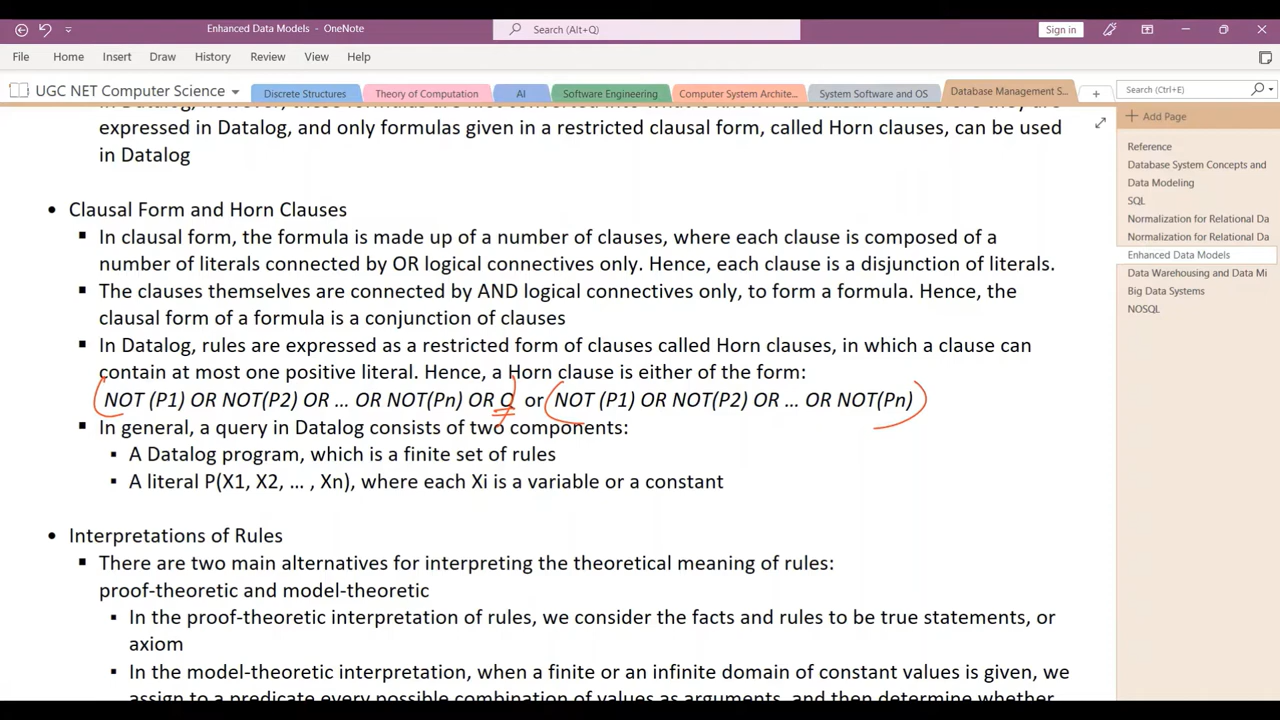 Enhanced Data Models - OneNote
Search (Alt+Q)
Sign in
File Home Insert Draw History Review View Help
UGC NET Computer Science
Discrete Structures
Theory of Computation
AI
Software Engineering
Computer System Archite...
System Software and OS
Database Management S...
Search (Ctrl+E)
Add Page
Reference
Database System Concepts and
Data Modeling
SQL
Normalization for Relational Da
Normalization for Relational Da
Enhanced Data Models
Data Warehousing and Data Mi
Big Data Systems
NOSQL
expressed in Datalog, and only formulas given in a restricted clausal form, called Horn clauses, can be used
in Datalog
• Clausal Form and Horn Clauses
▪ In clausal form, the formula is made up of a number of clauses, where each clause is composed of a
number of literals connected by OR logical connectives only. Hence, each clause is a disjunction of literals.
▪ The clauses themselves are connected by AND logical connectives only, to form a formula. Hence, the
clausal form of a formula is a conjunction of clauses
▪ In Datalog, rules are expressed as a restricted form of clauses called Horn clauses, in which a clause can
contain at most one positive literal. Hence, a Horn clause is either of the form:
NOT (P1) OR NOT(P2) OR ... OR NOT(Pn) OR Q or NOT (P1) OR NOT(P2) OR ... OR NOT(Pn)
▪ In general, a query in Datalog consists of two components:
▪ A Datalog program, which is a finite set of rules
▪ A literal P(X1, X2, ... , Xn), where each Xi is a variable or a constant
• Interpretations of Rules
▪ There are two main alternatives for interpreting the theoretical meaning of rules:
proof-theoretic and model-theoretic
▪ In the proof-theoretic interpretation of rules, we consider the facts and rules to be true statements, or
axiom
▪ In the model-theoretic interpretation, when a finite or an infinite domain of constant values is given, we
assign to a predicate every possible combination of values as arguments, and then determine whether